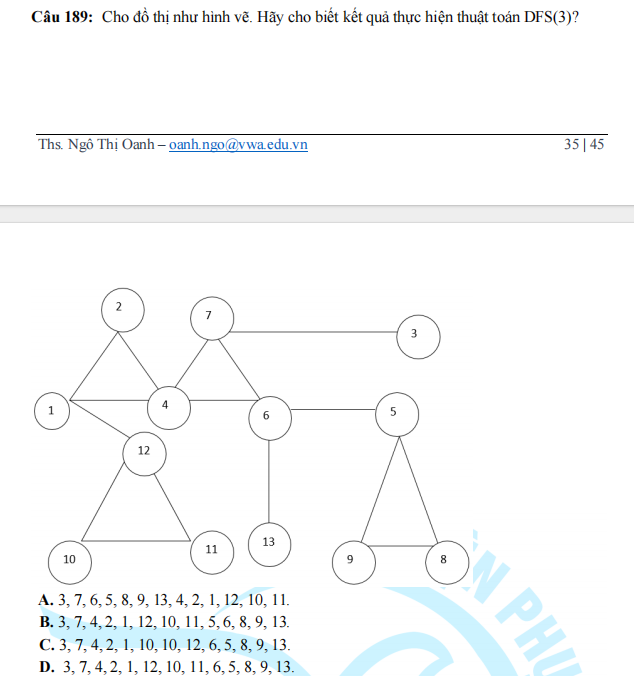 Câu 189: Cho đồ thị như hình vẽ. Hãy cho biết kết quả thực hiện thuật toán DFS(3)?
Ths. Ngô Thị Oanh – oanh.ngo@vwa.edu.vn 35 | 45
2
7
3
1
4
6
5
12
10
11
13
9
8
A. 3, 7, 6, 5, 8, 9, 13, 4, 2, 1, 12, 10, 11.
B. 3, 7, 4, 2, 1, 12, 10, 11, 5, 6, 8, 9, 13.
C. 3, 7, 4, 2, 1, 10, 10, 12, 6, 5, 8, 9, 13.
D. 3, 7, 4, 2, 1, 12, 10, 11, 6, 5, 8, 9, 13.